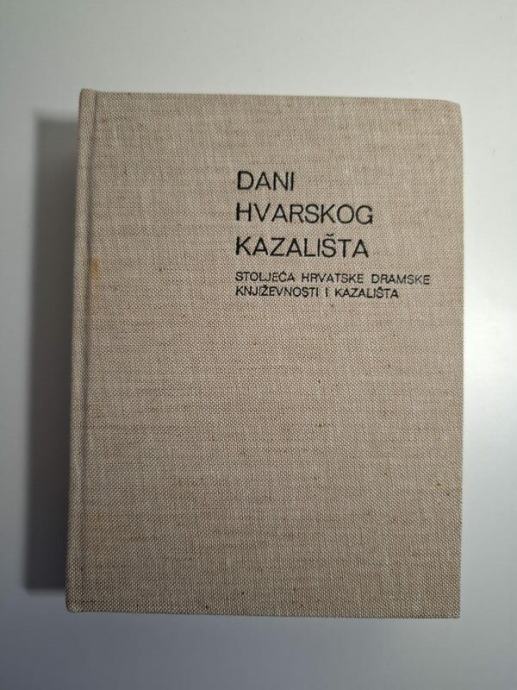 DANI
HVARSKOG
KAZALIŠTA
STOLJEĆA HRVATSKE DRAMSKE
KNJIŽEVNOSTI I KAZALIŠTA